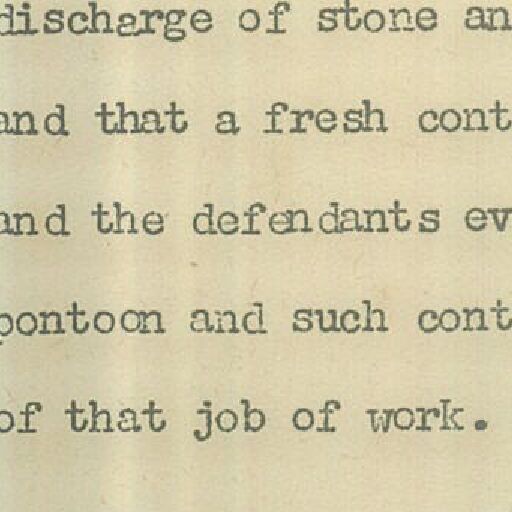 discharge of stone an
and that a fresh cont
and the defendants ev
pontoon and such cont
of that job of work.